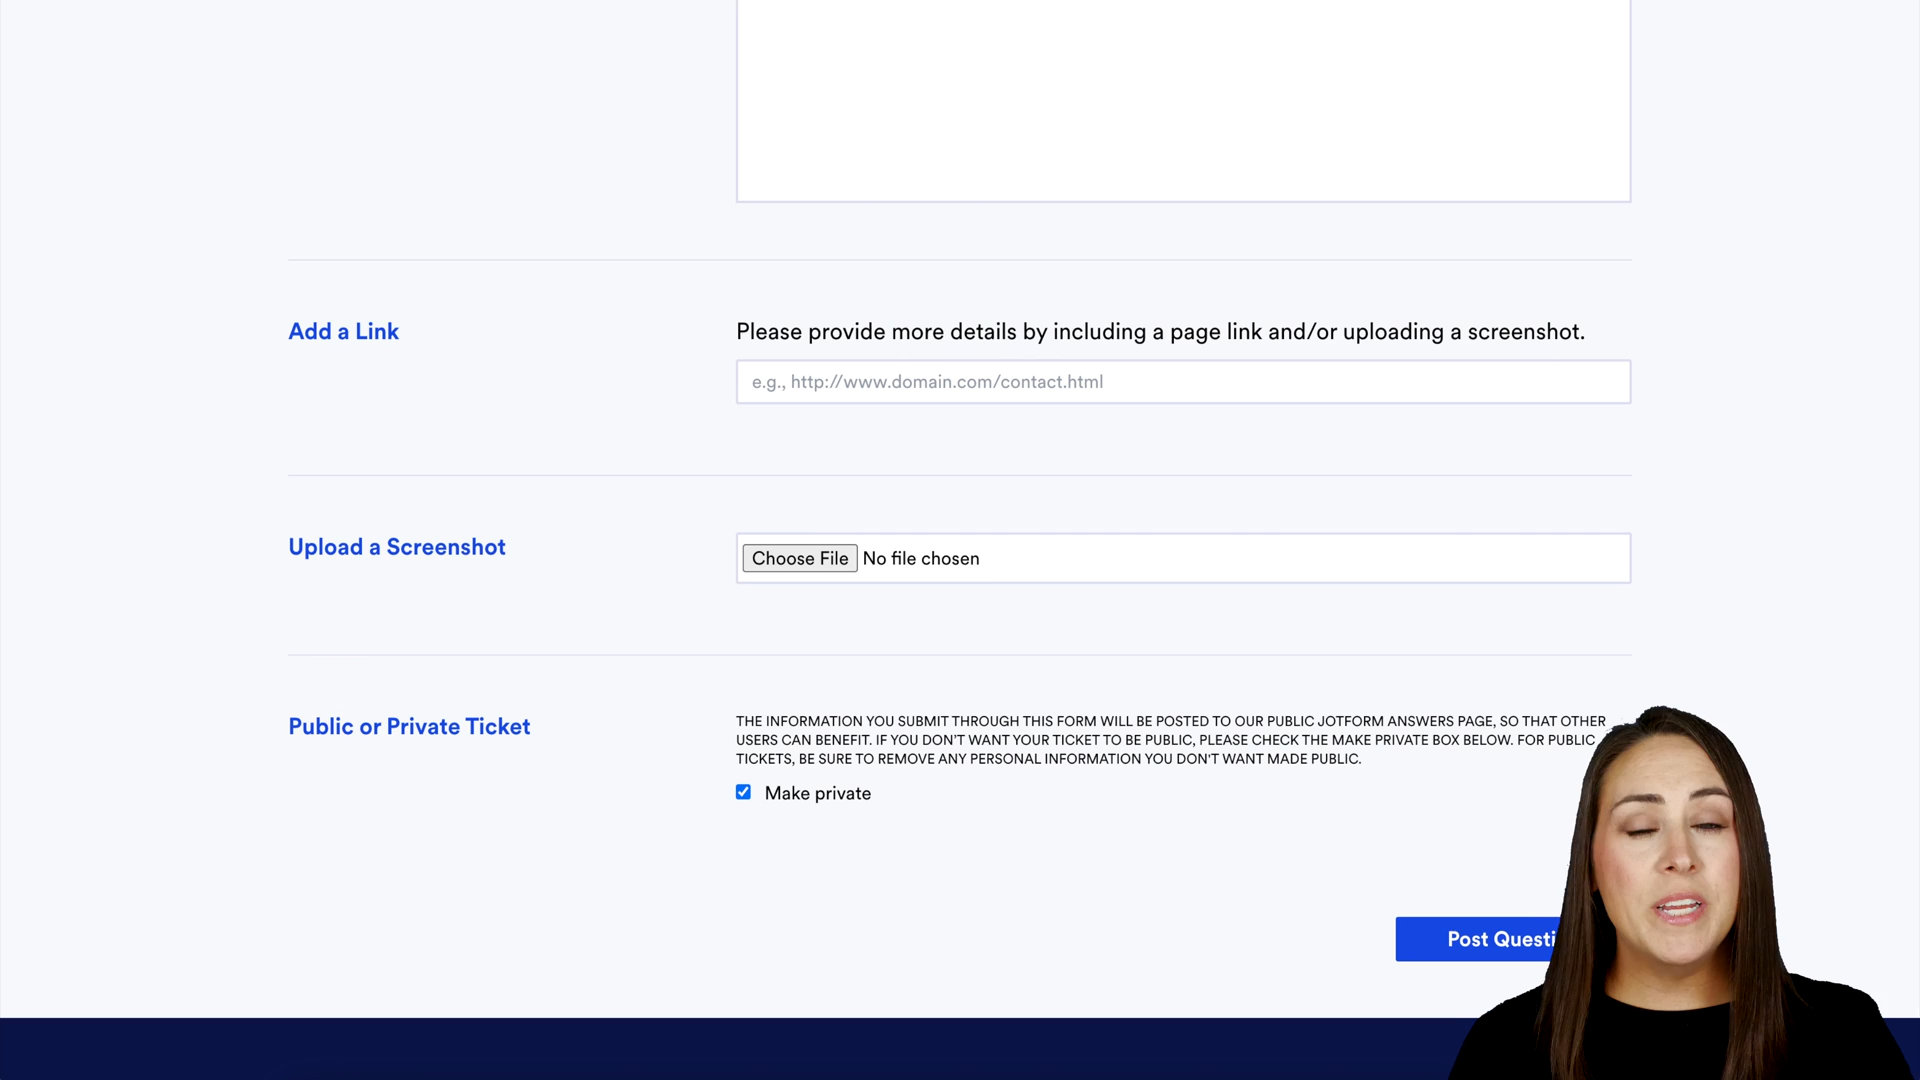 Add a Link
Please provide more details by including a page link and/or uploading a screenshot.
e.g., http://www.domain.com/contact.html
Upload a Screenshot
Choose File No file chosen
Public or Private Ticket
THE INFORMATION YOU SUBMIT THROUGH THIS FORM WILL BE POSTED TO OUR PUBLIC JOTFORM ANSWERS PAGE, SO THAT OTHER
USERS CAN BENEFIT. IF YOU DON'T WANT YOUR TICKET TO BE PUBLIC, PLEASE CHECK THE MAKE PRIVATE BOX BELOW. FOR PUBLIC
TICKETS, BE SURE TO REMOVE ANY PERSONAL INFORMATION YOU DON'T WANT MADE PUBLIC.
Make private
Post